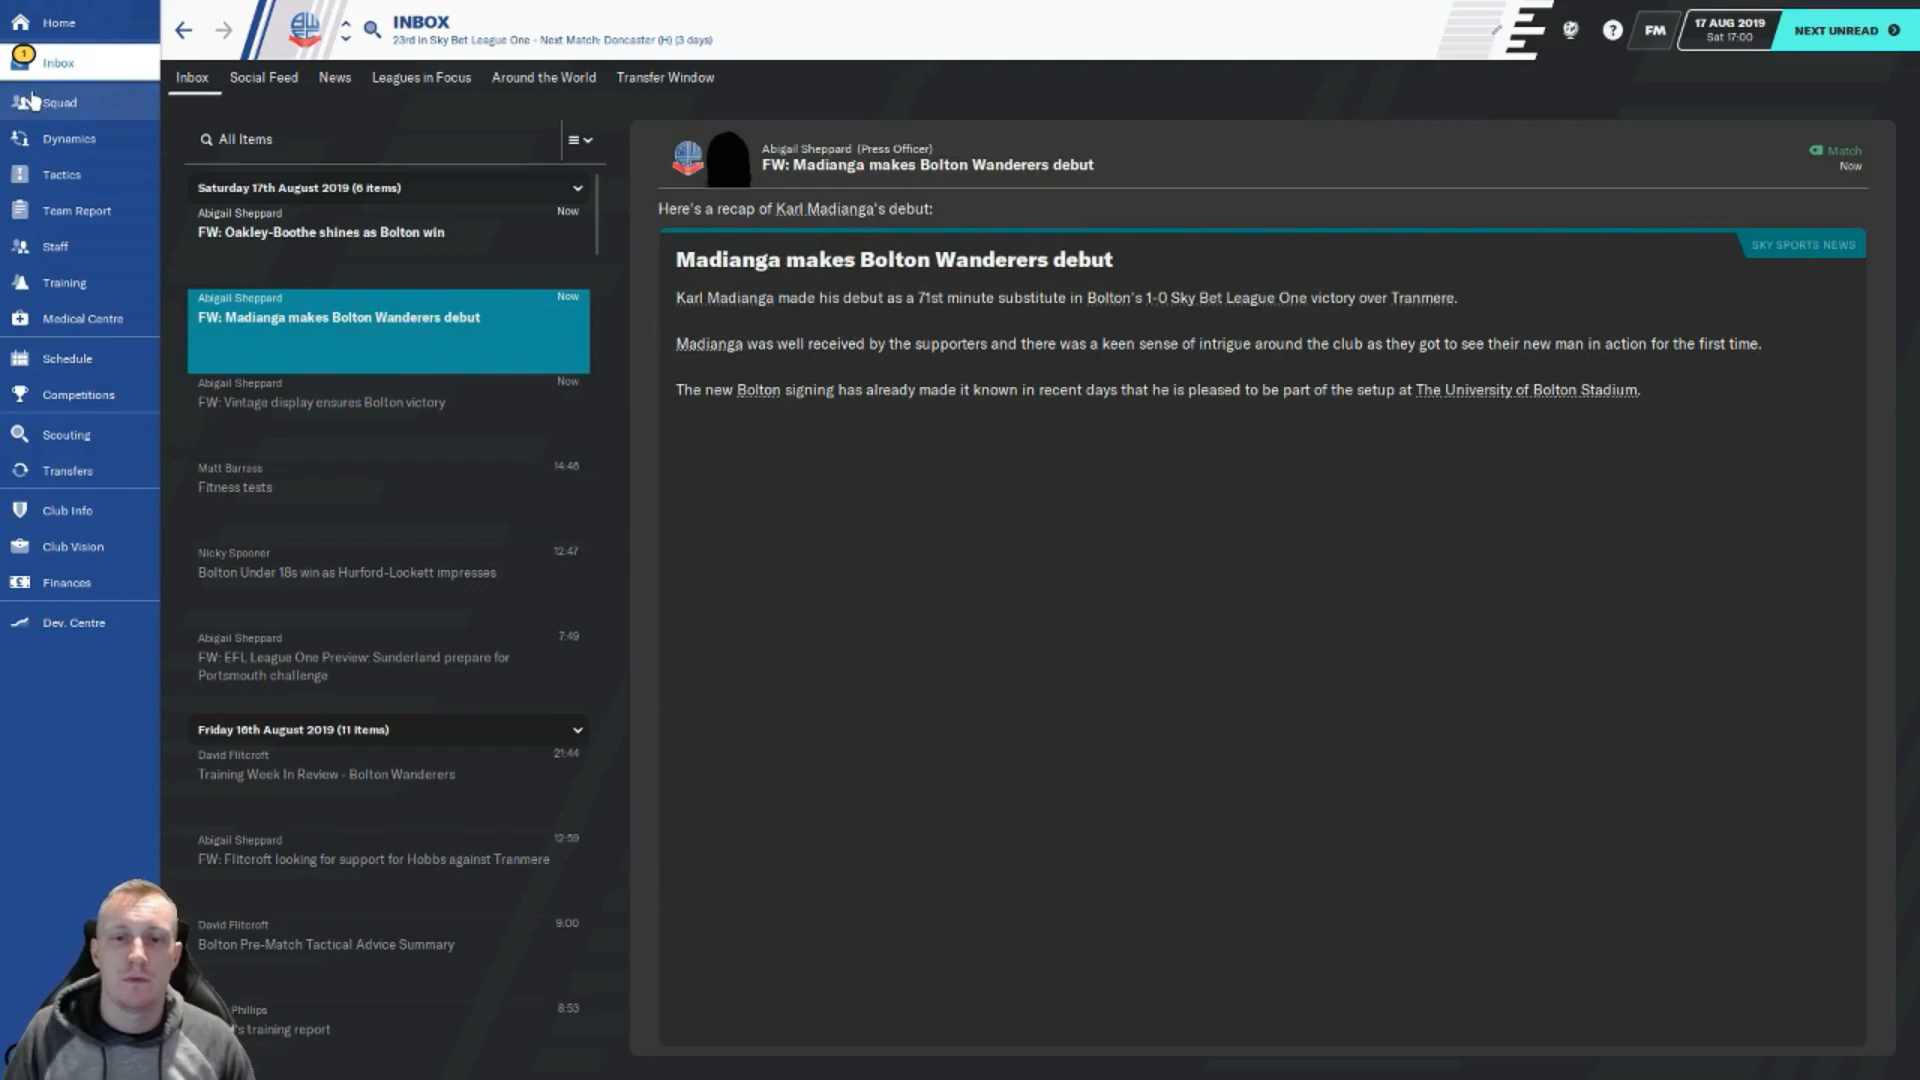 Home
1
Inbox
Squad
Dynamics
Tactics
Team Report
Staff
Training
Medical Centre
Schedule
Competitions
Scouting
Transfers
Club Info
Club Vision
Finances
Dev. Centre
INBOX
23rd in Sky Bet League One - Next Match: Doncaster (H) (3 days)
?
FM
17 AUG 2019
Sat 17:00
NEXT UNREAD
Inbox Social Feed News Leagues in Focus Around the World Transfer Window
All Items
Saturday 17th August 2019 (6 items)
Abigail Sheppard Now
FW: Oakley-Boothe shines as Bolton win
Abigail Sheppard Now
FW: Madianga makes Bolton Wanderers debut
Abigail Sheppard Now
FW: Vintage display ensures Bolton victory
Matt Barrass 14:46
Fitness tests
Nicky Spooner 12:47
Bolton Under 18s win as Hurford-Lockett impresses
Abigail Sheppard 7:49
FW: EFL League One Preview: Sunderland prepare for
Portsmouth challenge
Friday 16th August 2019 (11 items)
David Flitcroft 21:44
Training Week In Review - Bolton Wanderers
Abigail Sheppard 12:59
FW: Flitcroft looking for support for Hobbs against Tranmere
David Flitcroft 9:00
Bolton Pre-Match Tactical Advice Summary
Phillips 8:53
's training report
Abigail Sheppard (Press Officer)
FW: Madianga makes Bolton Wanderers debut
Match
Now
Here's a recap of Karl Madianga's debut:
SKY SPORTS NEWS
Madianga makes Bolton Wanderers debut
Karl Madianga made his debut as a 71st minute substitute in Bolton's 1-0 Sky Bet League One victory over Tranmere.
Madianga was well received by the supporters and there was a keen sense of intrigue around the club as they got to see their new man in action for the first time.
The new Bolton signing has already made it known in recent days that he is pleased to be part of the setup at The University of Bolton Stadium.